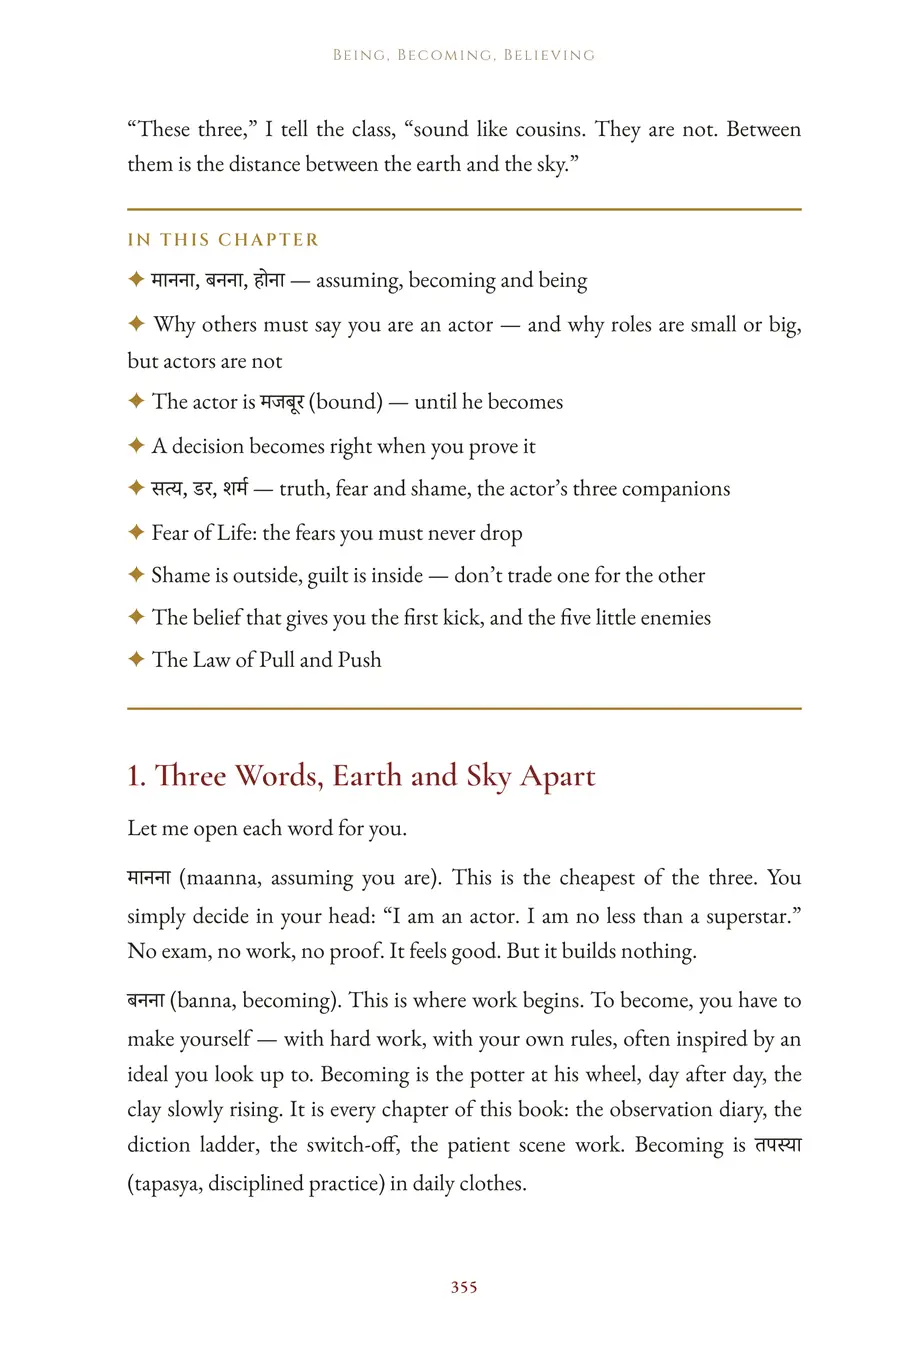 Being, Becoming, Believing
“These three,” I tell the class, “sound like cousins. They are not. Between
them is the distance between the earth and the sky.”
IN THIS CHAPTER
✦ मानना, बनना, होना — assuming, becoming and being
✦ Why others must say you are an actor — and why roles are small or big,
but actors are not
✦ The actor is मजबूर (bound) — until he becomes
✦ A decision becomes right when you prove it
✦ सत्य, डर, शर्म — truth, fear and shame, the actor’s three companions
✦ Fear of Life: the fears you must never drop
✦ Shame is outside, guilt is inside — don’t trade one for the other
✦ The belief that gives you the first kick, and the five little enemies
✦ The Law of Pull and Push
1. Three Words, Earth and Sky Apart
Let me open each word for you.
मानना (maanna, assuming you are). This is the cheapest of the three. You
simply decide in your head: “I am an actor. I am no less than a superstar.”
No exam, no work, no proof. It feels good. But it builds nothing.
बनना (banna, becoming). This is where work begins. To become, you have to
make yourself — with hard work, with your own rules, often inspired by an
ideal you look up to. Becoming is the potter at his wheel, day after day, the
clay slowly rising. It is every chapter of this book: the observation diary, the
diction ladder, the switch-off, the patient scene work. Becoming is तपस्या
(tapasya, disciplined practice) in daily clothes.
355